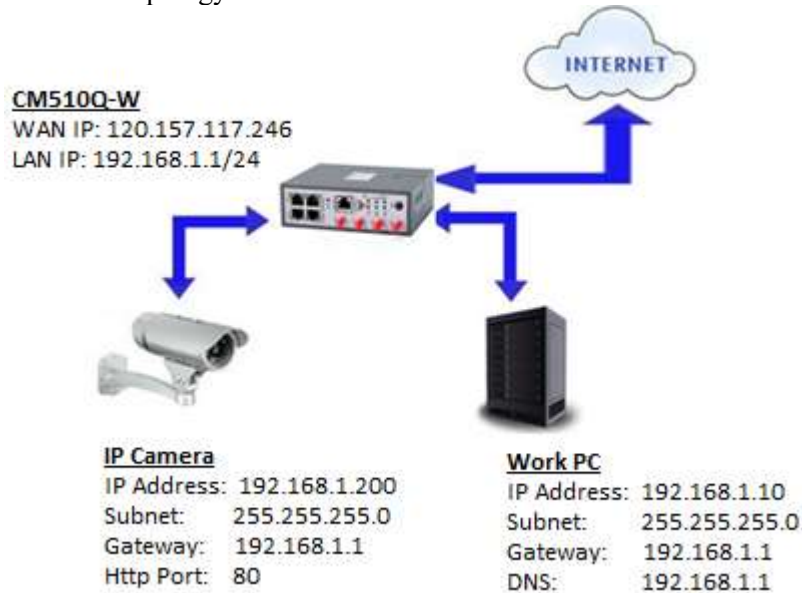 INTERNET
CM510Q-W
WAN IP: 120.157.117.246
LAN IP: 192.168.1.1/24
IP Camera
IP Address: 192.168.1.200
Subnet: 255.255.255.0
Gateway: 192.168.1.1
Http Port: 80
Work PC
IP Address: 192.168.1.10
Subnet: 255.255.255.0
Gateway: 192.168.1.1
DNS: 192.168.1.1